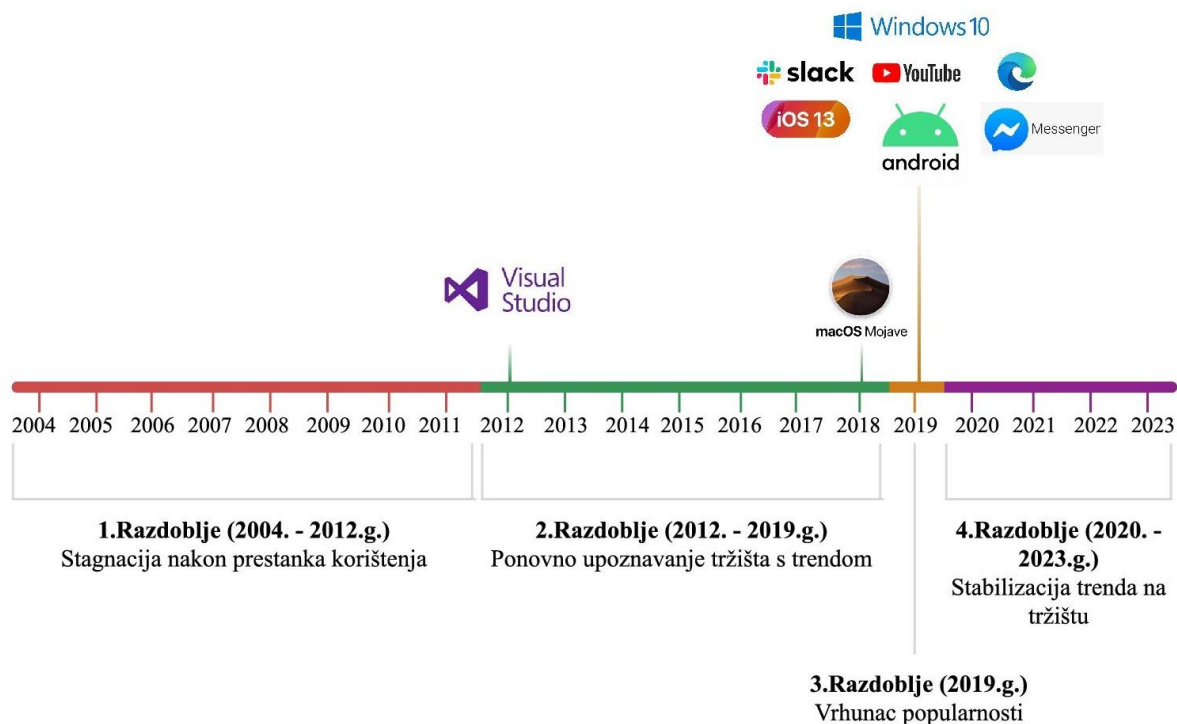 Windows 10
slack YouTube
iOS 13 Messenger
android
Visual
Studio
macOS Mojave
2004 2005 2006 2007 2008 2009 2010 2011 2012 2013 2014 2015 2016 2017 2018 2019 2020 2021 2022 2023
1.Razdoblje (2004. - 2012.g.)
Stagnacija nakon prestanka korištenja
2.Razdoblje (2012. - 2019.g.)
Ponovno upoznavanje tržišta s trendom
4.Razdoblje (2020. -
2023.g.)
Stabilizacija trenda na
tržištu
3.Razdoblje (2019.g.)
Vrhunac popularnosti